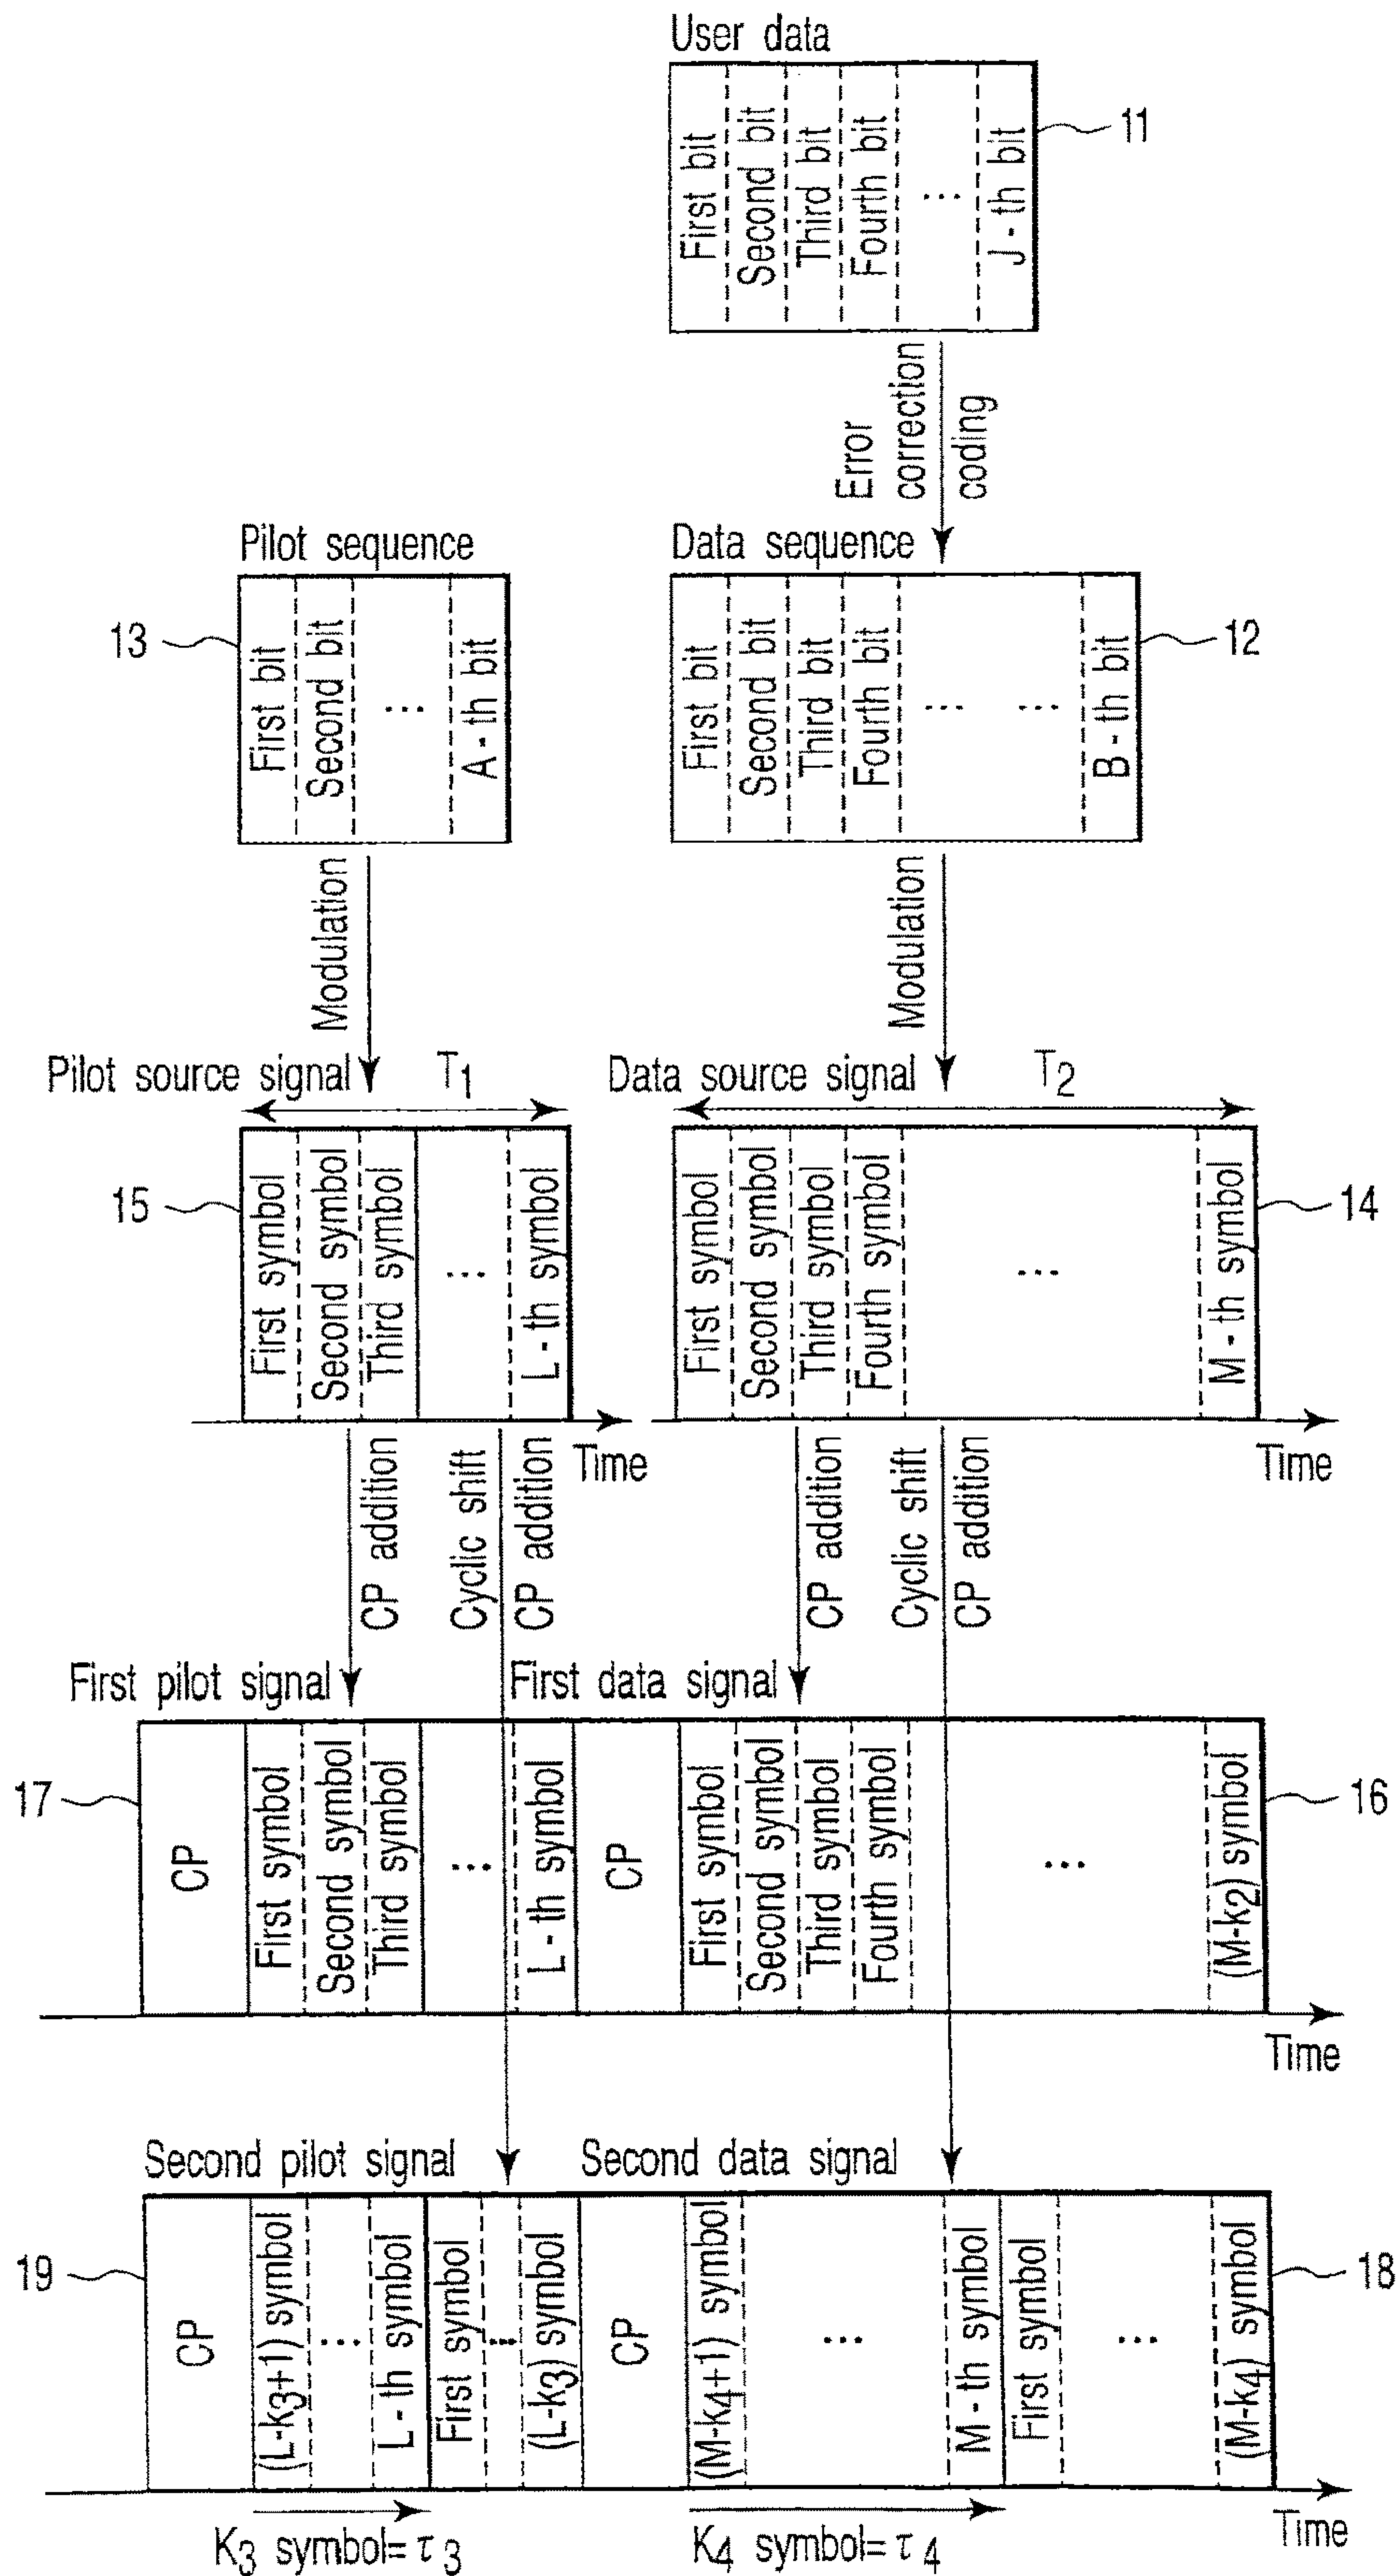 User data
First bit
Second bit
Third bit
Fourth bit
...
J - th bit
11
Error
correction
coding
Pilot sequence
13
First bit
Second bit
...
A - th bit
Data sequence
First bit
Second bit
Third bit
Fourth bit
...
...
B - th bit
12
Modulation
Modulation
Pilot source signal
T1
15
First symbol
Second symbol
Third symbol
...
L - th symbol
Time
Data source signal
T2
First symbol
Second symbol
Third symbol
Fourth symbol
...
M - th symbol
14
Time
CP addition
Cyclic shift
CP addition
CP addition
Cyclic shift
CP addition
First pilot signal
First data signal
17
CP
First symbol
Second symbol
Third symbol
...
L - th symbol
CP
First symbol
Second symbol
Third symbol
Fourth symbol
...
(M-k2) symbol
16
Time
Second pilot signal
Second data signal
19
CP
(L-k3+1) symbol
...
L - th symbol
First symbol
...
(L-k3) symbol
CP
(M-k4+1) symbol
...
M - th symbol
First symbol
...
(M-k4) symbol
18
Time
K3 symbol=τ3
K4 symbol=τ4